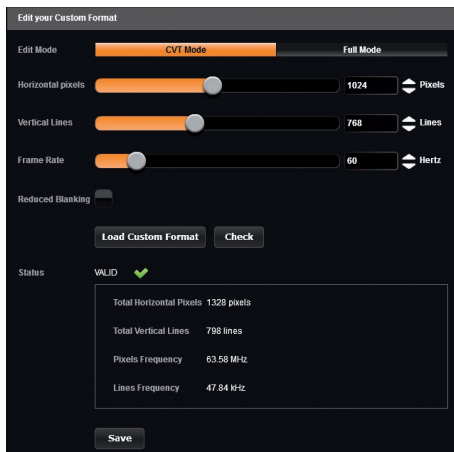 Edit your Custom Format
Edit Mode CVT Mode Full Mode
Horizontal pixels 1024 Pixels
Vertical Lines 768 Lines
Frame Rate 60 Hertz
Reduced Blanking
Load Custom Format Check
Status VALID
Total Horizontal Pixels 1328 pixels
Total Vertical Lines 798 lines
Pixels Frequency 63.58 MHz
Lines Frequency 47.84 kHz
Save